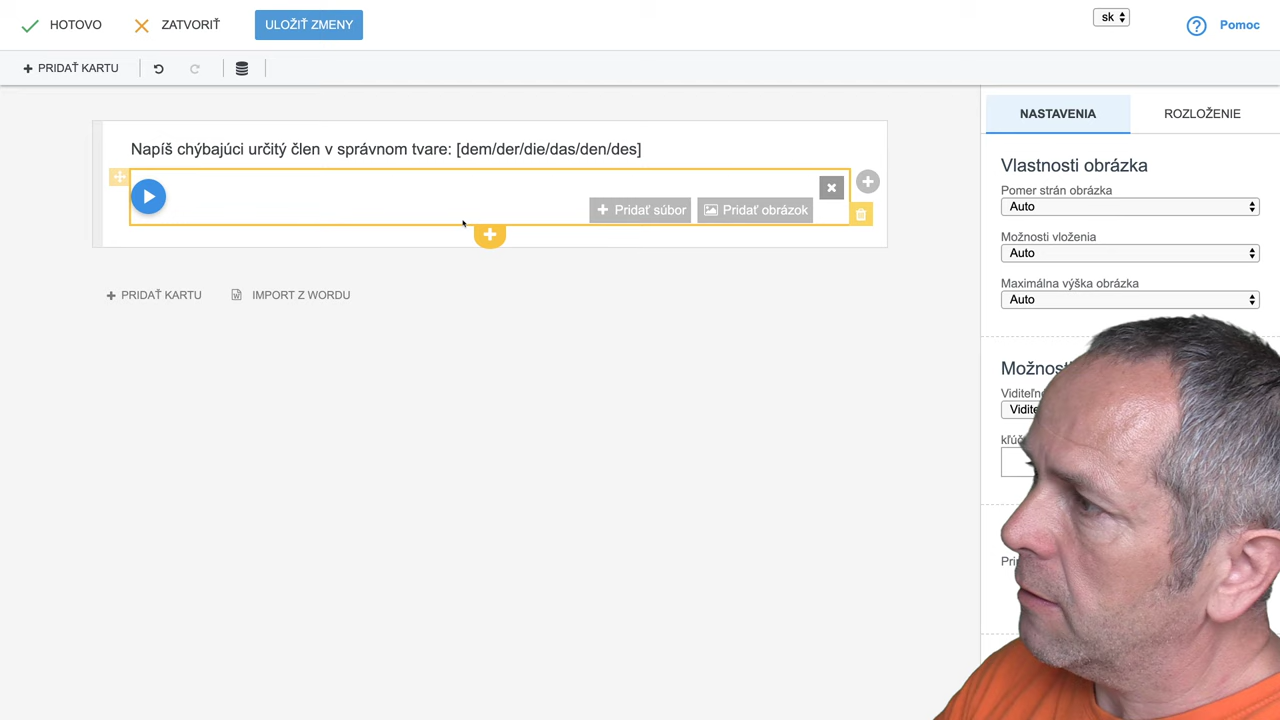 HOTOVO
ZATVORIŤ
ULOŽIŤ ZMENY
sk
Pomoc
PRIDAŤ KARTU
NASTAVENIA
ROZLOŽENIE
Napíš chýbajúci určitý člen v správnom tvare: [dem/der/die/das/den/des]
Pridať súbor
Pridať obrázok
PRIDAŤ KARTU
IMPORT Z WORDU
Vlastnosti obrázka
Pomer strán obrázka
Auto
Možnosti vloženia
Auto
Maximálna výška obrázka
Auto